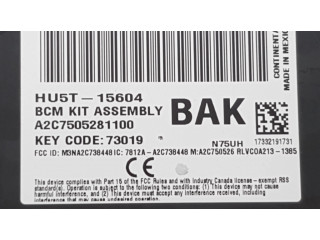 CONTINENTAL
MADE IN MEXICO
HU5T-15604
BCM KIT ASSEMBLY
BAK
A2C7505281100
KEY CODE: 73019
N75UH
17332191731
FCC ID: M3NA2C738448 IC: 7812A-A2C738448 M:A2C750526 RLVCOA213-1385
This device complies with Part 15 of the FCC Rules and with Industry Canada license - exempt RSS
standard(s). Operation is subject to the following two conditions: (1) this device may not cause
harmful interference, and (2) this device must accept any interference received, including
interference that may cause undesired operation.
CE